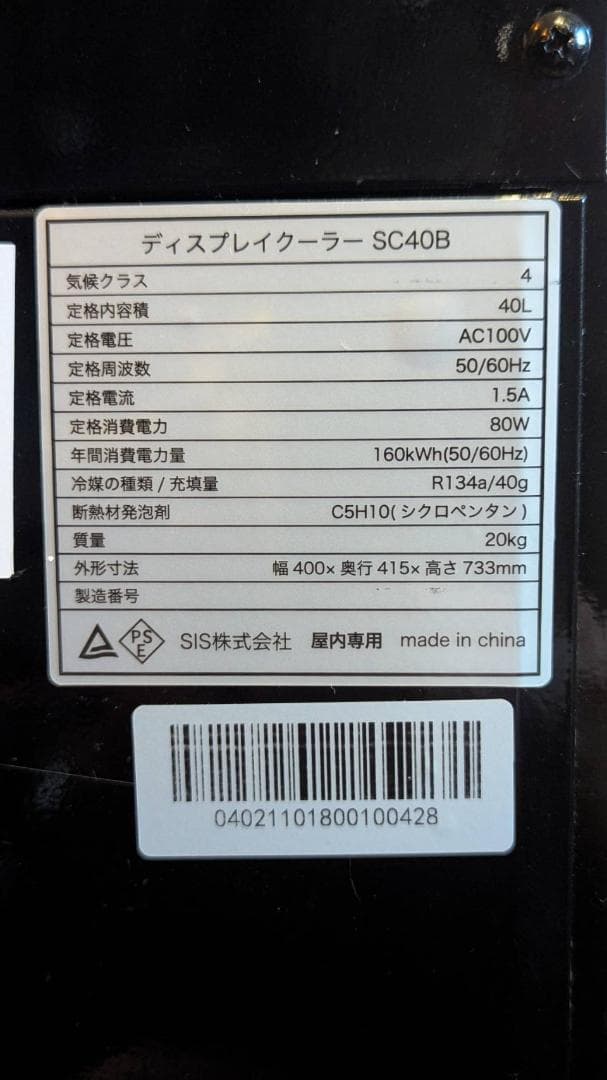 ディスプレイクーラー SC40B
気候クラス 4
定格内容積 40L
定格電圧 AC100V
定格周波数 50/60Hz
定格電流 1.5A
定格消費電力 80W
年間消費電力量 160kWh(50/60Hz)
冷媒の種類 / 充填量 R134a/40g
断熱材発泡剤 C5H10( シクロペンタン )
質量 20kg
外形寸法 幅 400× 奥行 415× 高さ 733mm
製造番号
PSE SIS株式会社 屋内専用 made in china
04021101800100428